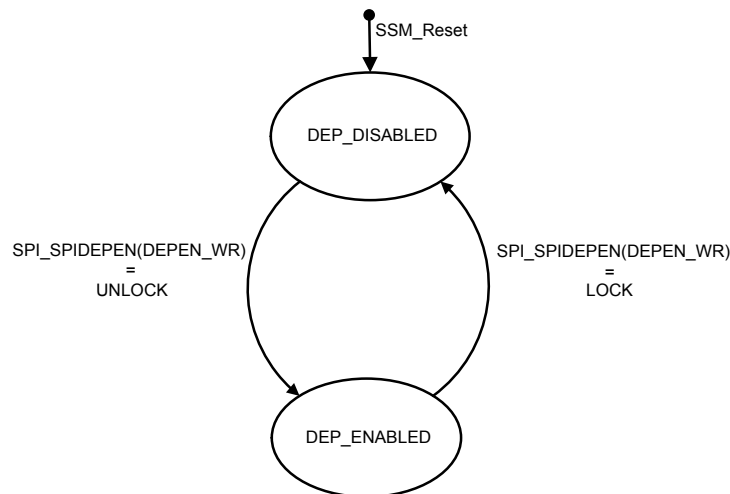 SSM_Reset
DEP_DISABLED
SPI_SPIDEPEN(DEPEN_WR)
=
UNLOCK
SPI_SPIDEPEN(DEPEN_WR)
=
LOCK
DEP_ENABLED